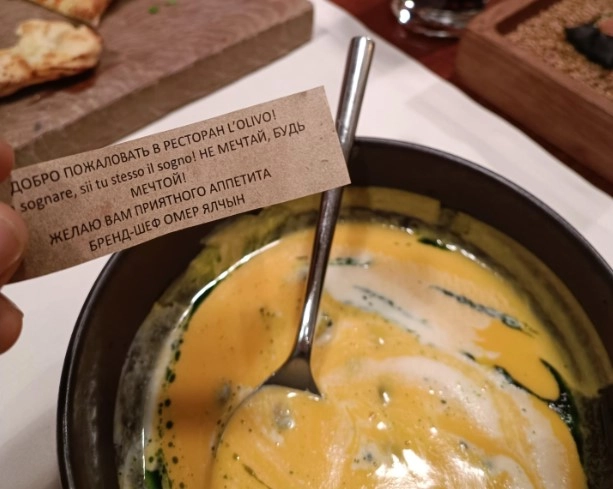 ДОБРО ПОЖАЛОВАТЬ В РЕСТОРАН L'OLIVO!
sognare, sii tu stesso il sogno! НЕ МЕЧТАЙ, БУДЬ
МЕЧТОЙ!
ЖЕЛАЮ ВАМ ПРИЯТНОГО АППЕТИТА
БРЕНД-ШЕФ ОМЕР ЯЛЧЫН